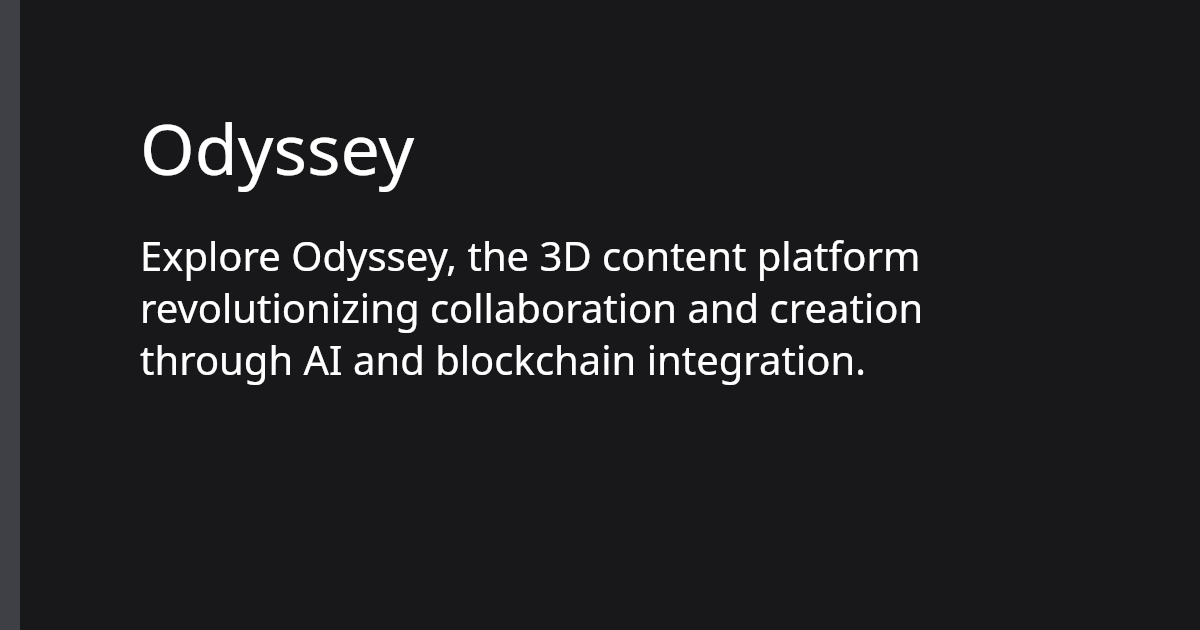 Odyssey
Explore Odyssey, the 3D content platform
revolutionizing collaboration and creation
through AI and blockchain integration.